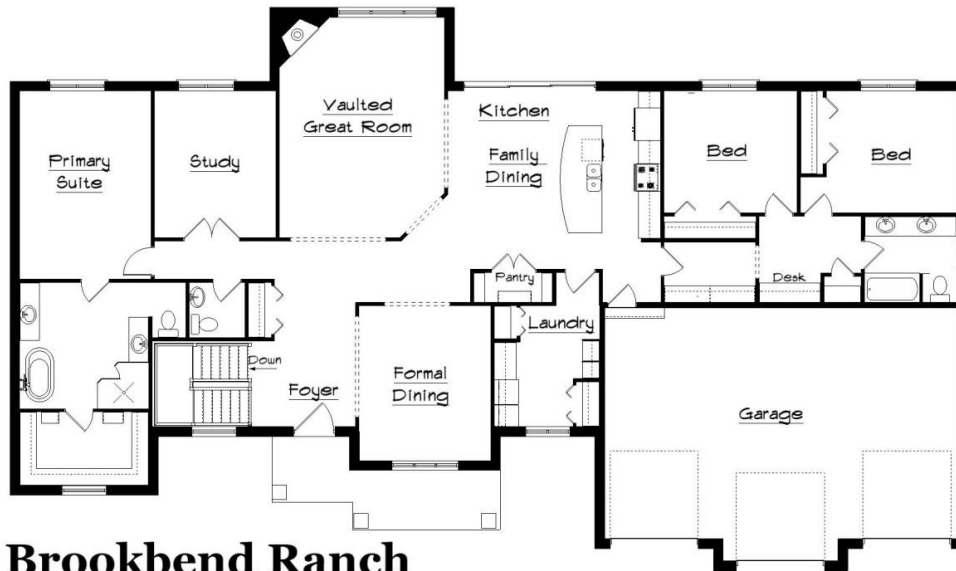 Vaulted
Great Room
Kitchen
Family
Dining
Bed
Bed
Primary
Suite
Study
Pantry
Desk
Laundry
Down
Foyer
Formal
Dining
Garage
Brookbend Ranch